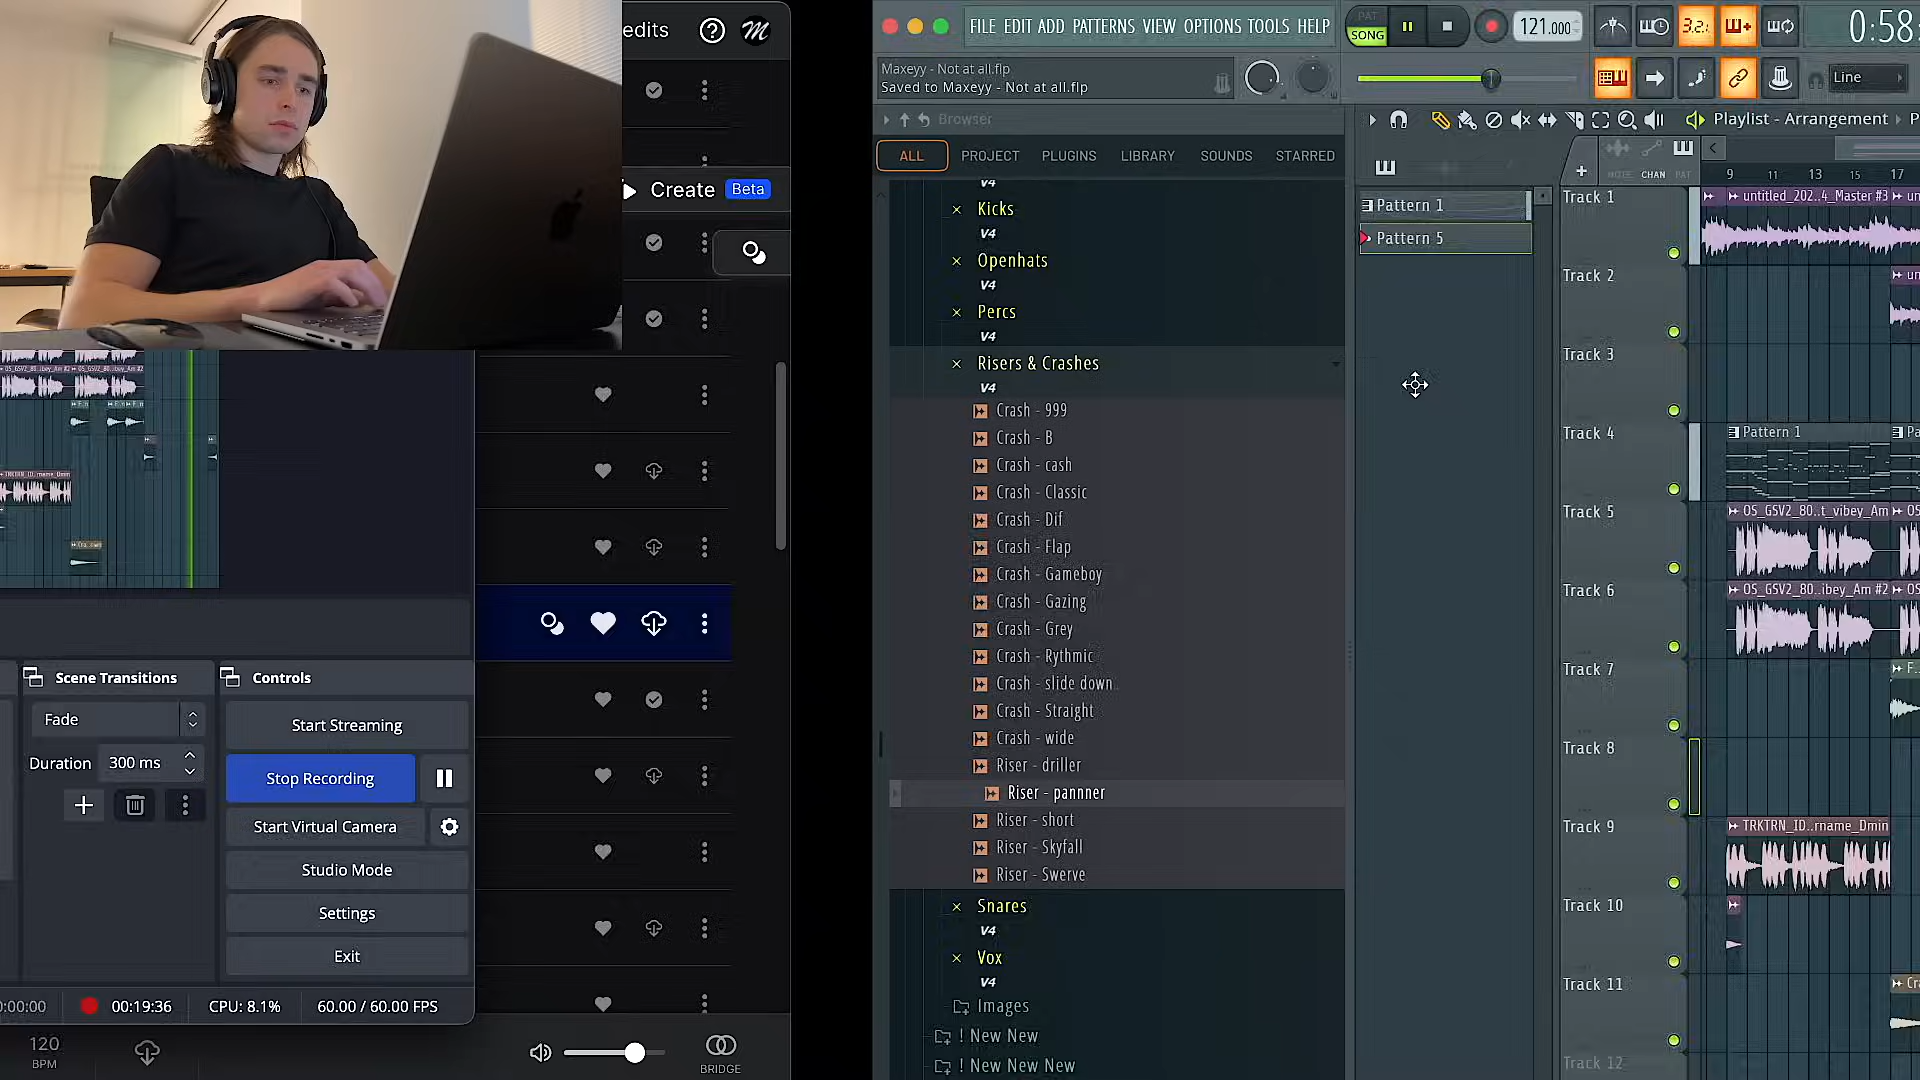 edits
Create Beta
Scene Transitions
Controls
Fade
Duration 300 ms
Start Streaming
Stop Recording
Start Virtual Camera
Studio Mode
Settings
Exit
00:19:36
CPU: 8.1%
60.00 / 60.00 FPS
120
BPM
BRIDGE
FILE EDIT ADD PATTERNS VIEW OPTIONS TOOLS HELP
PAT
SONG
121.000
3.2.
0:58
Maxeyy - Not at all.flp
Saved to Maxeyy - Not at all.flp
Line
Browser
Playlist - Arrangement
ALL
PROJECT
PLUGINS
LIBRARY
SOUNDS
STARRED
V4
Kicks
V4
Openhats
V4
Percs
V4
Risers & Crashes
V4
Crash - 999
Crash - B
Crash - cash
Crash - Classic
Crash - Dif
Crash - Flap
Crash - Gameboy
Crash - Gazing
Crash - Grey
Crash - Rythmic
Crash - slide down
Crash - Straight
Crash - wide
Riser - driller
Riser - pannner
Riser - short
Riser - Skyfall
Riser - Swerve
Snares
V4
Vox
V4
Images
! New New
! New New New
Pattern 1
Pattern 5
NOTE CHAN PAT
9 11 13 15 17
Track 1
untitled_202..4_Master #3
Track 2
Track 3
Track 4
Pattern 1
Track 5
OS_GSV2_80..t_vibey_Am
Track 6
OS_GSV2_80..ibey_Am #2
Track 7
Track 8
Track 9
TRKTRN_ID..rname_Dmin
Track 10
Track 11
Track 12